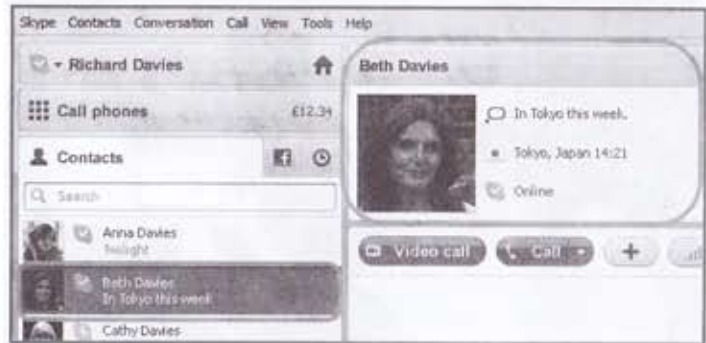 Skype Contacts Conversation Call View Tools Help
Richard Davies
Call phones £12.34
Contacts
Search
Anna Davies
Twilight
Beth Davies
In Tokyo this week
Cathy Davies
Beth Davies
In Tokyo this week.
Tokyo, Japan 14:21
Online
Video call
Call